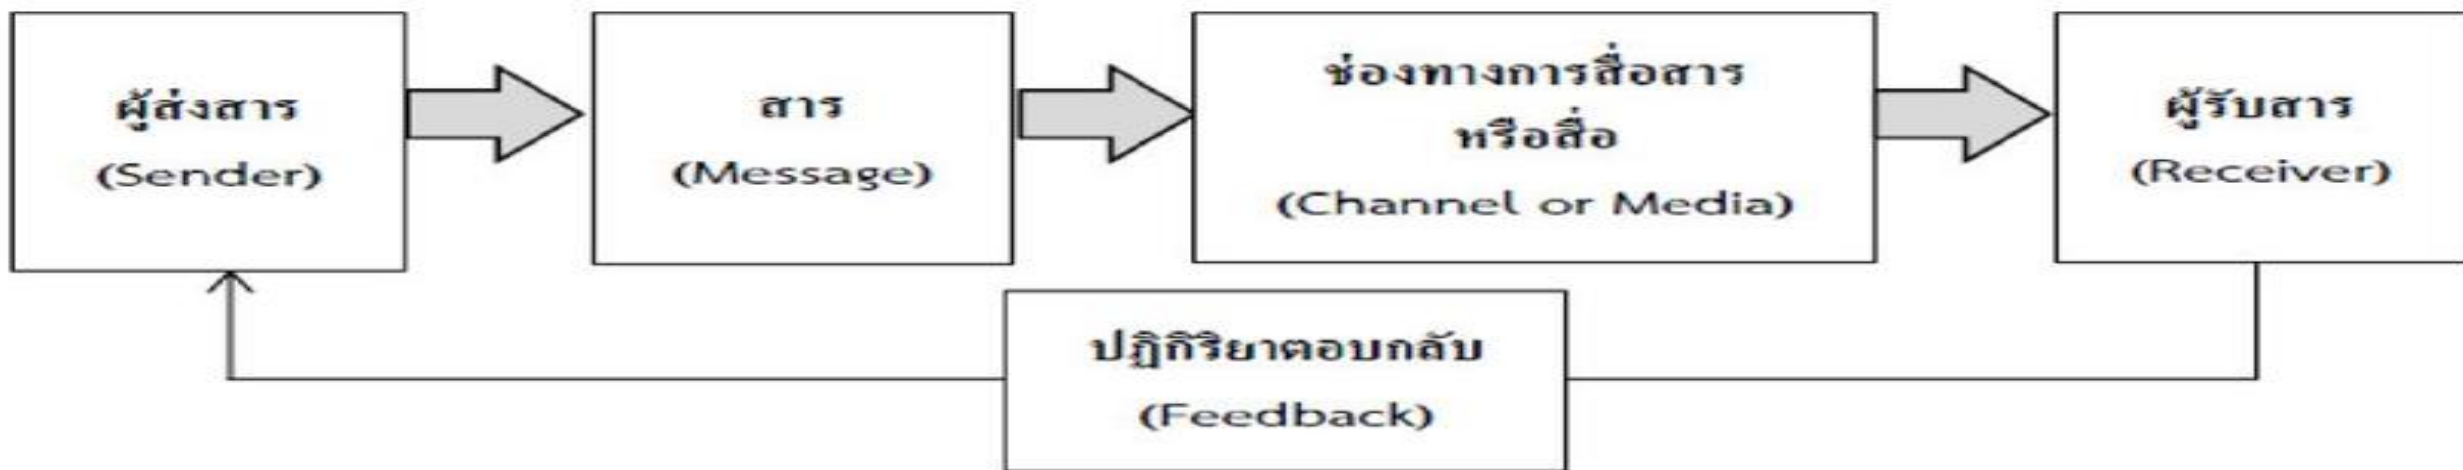 ผู้ส่งสาร
(Sender)
สาร
(Message)
ช่องทางการสื่อสาร
หรือสื่อ
(Channel or Media)
ผู้รับสาร
(Receiver)
ปฏิกิริยาตอบกลับ
(Feedback)